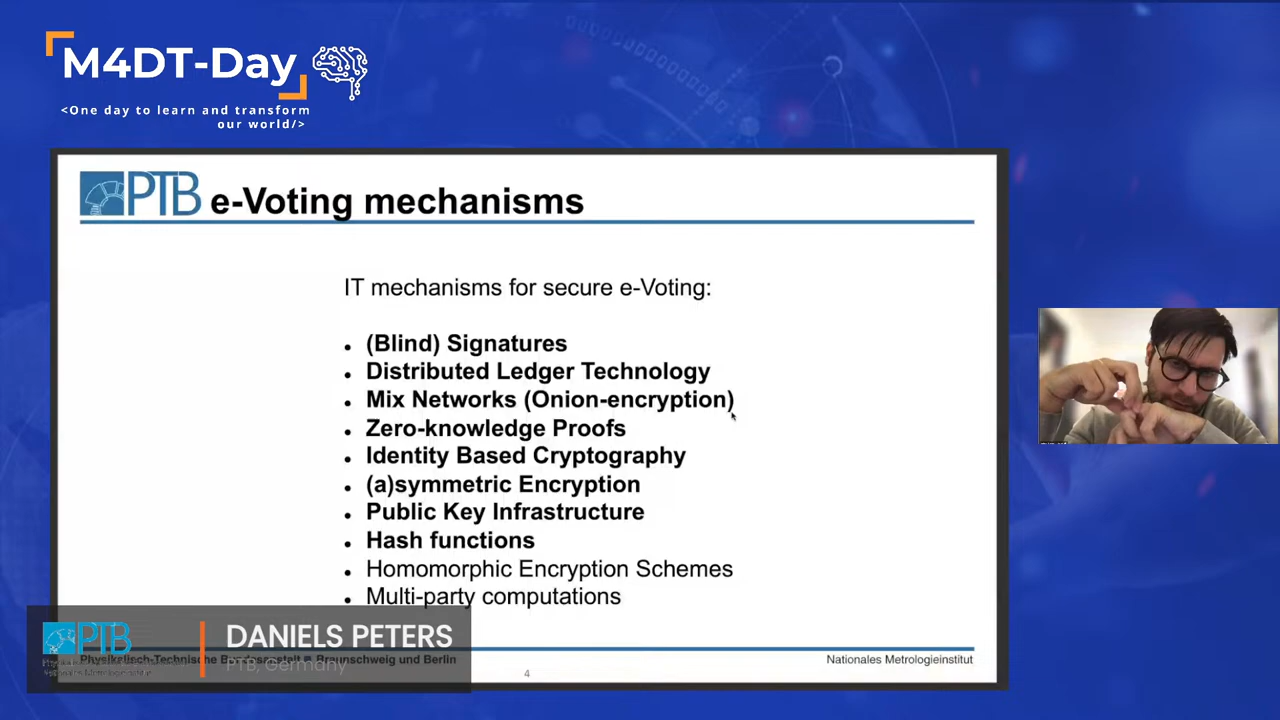 M4DT-Day
<One day to learn and transform
our world/>
PTB e-Voting mechanisms
IT mechanisms for secure e-Voting:
(Blind) Signatures
Distributed Ledger Technology
Mix Networks (Onion-encryption)
Zero-knowledge Proofs
Identity Based Cryptography
(a)symmetric Encryption
Public Key Infrastructure
Hash functions
Homomorphic Encryption Schemes
Multi-party computations
PTB
DANIELS PETERS
PTB, Germany
Physikalisch-Technische Bundesanstalt Braunschweig und Berlin
Nationales Metrologieinstitut
4